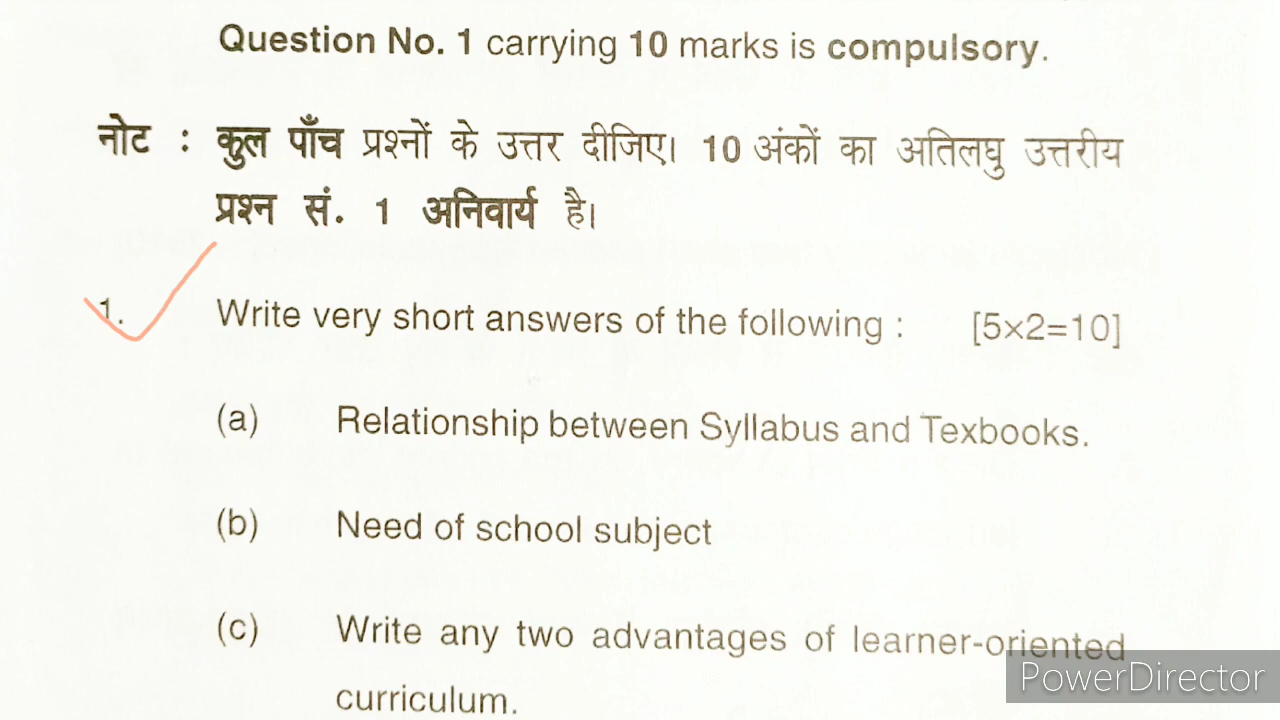 Question No. 1 carrying 10 marks is compulsory.
नोट : कुल पाँच प्रश्नों के उत्तर दीजिए। 10 अंकों का अतिलघु उत्तरीय
प्रश्न सं. 1 अनिवार्य है।
1. Write very short answers of the following : [5×2=10]
(a) Relationship between Syllabus and Texbooks.
(b) Need of school subject
(c) Write any two advantages of learner-oriented
curriculum.
PowerDirector